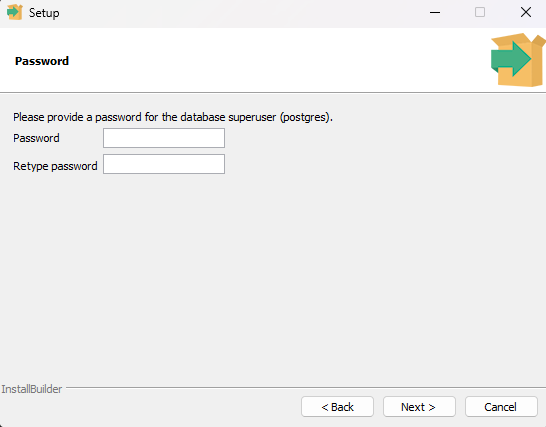 Setup
Password
Please provide a password for the database superuser (postgres).
Password
Retype password
InstallBuilder
< Back
Next >
Cancel